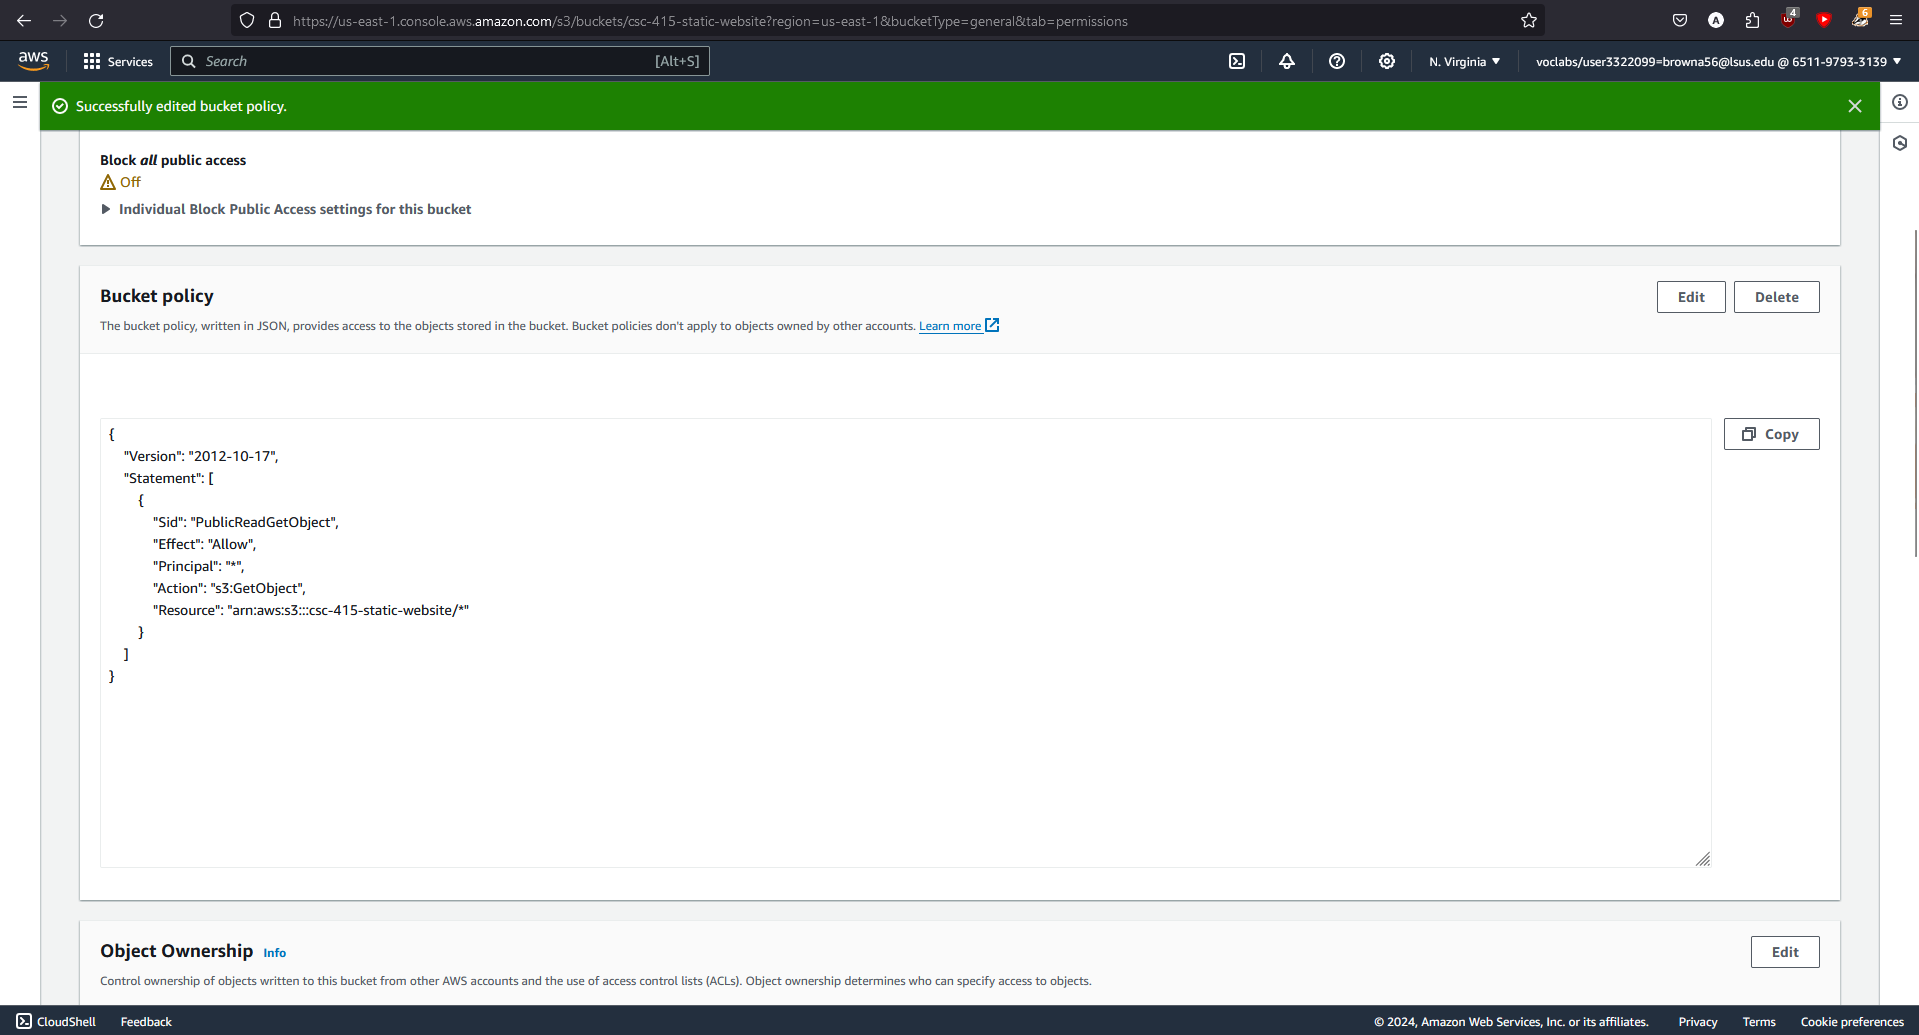 https://us-east-1.console.aws.amazon.com/s3/buckets/csc-415-static-website?region=us-east-1&bucketType=general&tab=permissions
A
4
6
aws
Services
Search
[Alt+S]
N. Virginia
voclabs/user3322099=browna56@lsus.edu @ 6511-9793-3139
Successfully edited bucket policy.
Block all public access
Off
Individual Block Public Access settings for this bucket
Bucket policy
Edit
Delete
The bucket policy, written in JSON, provides access to the objects stored in the bucket. Bucket policies don't apply to objects owned by other accounts. Learn more
Copy
{
"Version": "2012-10-17",
"Statement": [
{
"Sid": "PublicReadGetObject",
"Effect": "Allow",
"Principal": "*",
"Action": "s3:GetObject",
"Resource": "arn:aws:s3:::csc-415-static-website/*"
}
]
}
Object Ownership Info
Edit
Control ownership of objects written to this bucket from other AWS accounts and the use of access control lists (ACLs). Object ownership determines who can specify access to objects.
CloudShell
Feedback
© 2024, Amazon Web Services, Inc. or its affiliates.
Privacy
Terms
Cookie preferences